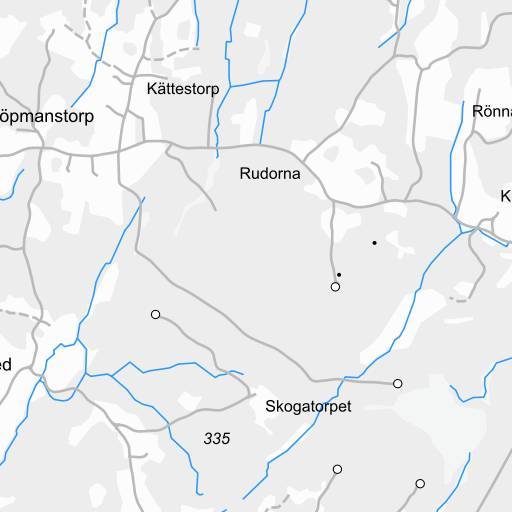 Kättestorp
öpmanstorp
Rönna
Rudorna
K
ed
Skogatorpet
335